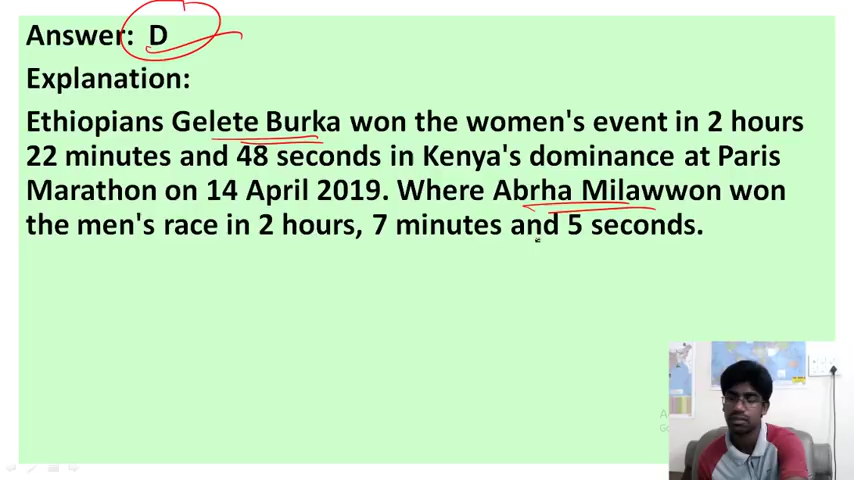 Answer: D
Explanation:
Ethiopians Gelete Burka won the women's event in 2 hours
22 minutes and 48 seconds in Kenya's dominance at Paris
Marathon on 14 April 2019. Where Abrha Milawwon won
the men's race in 2 hours, 7 minutes and 5 seconds.